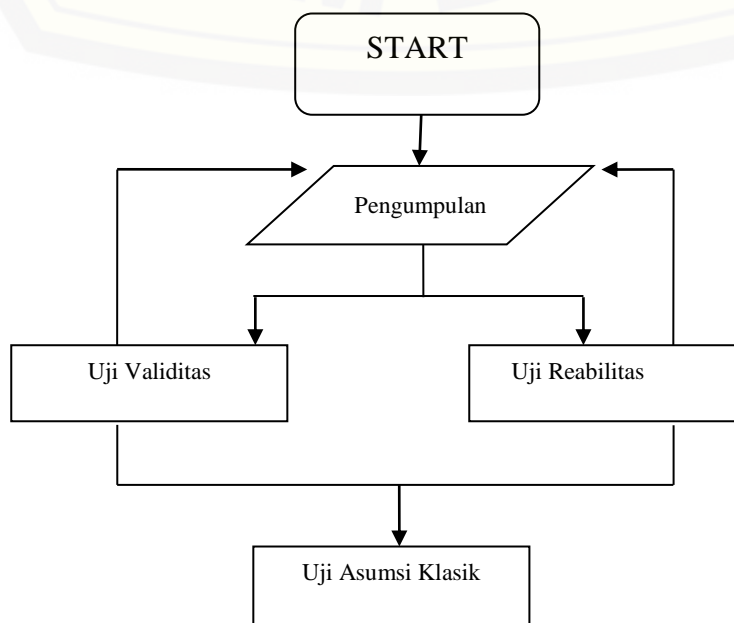 START
Pengumpulan
Uji Validitas
Uji Reabilitas
Uji Asumsi Klasik